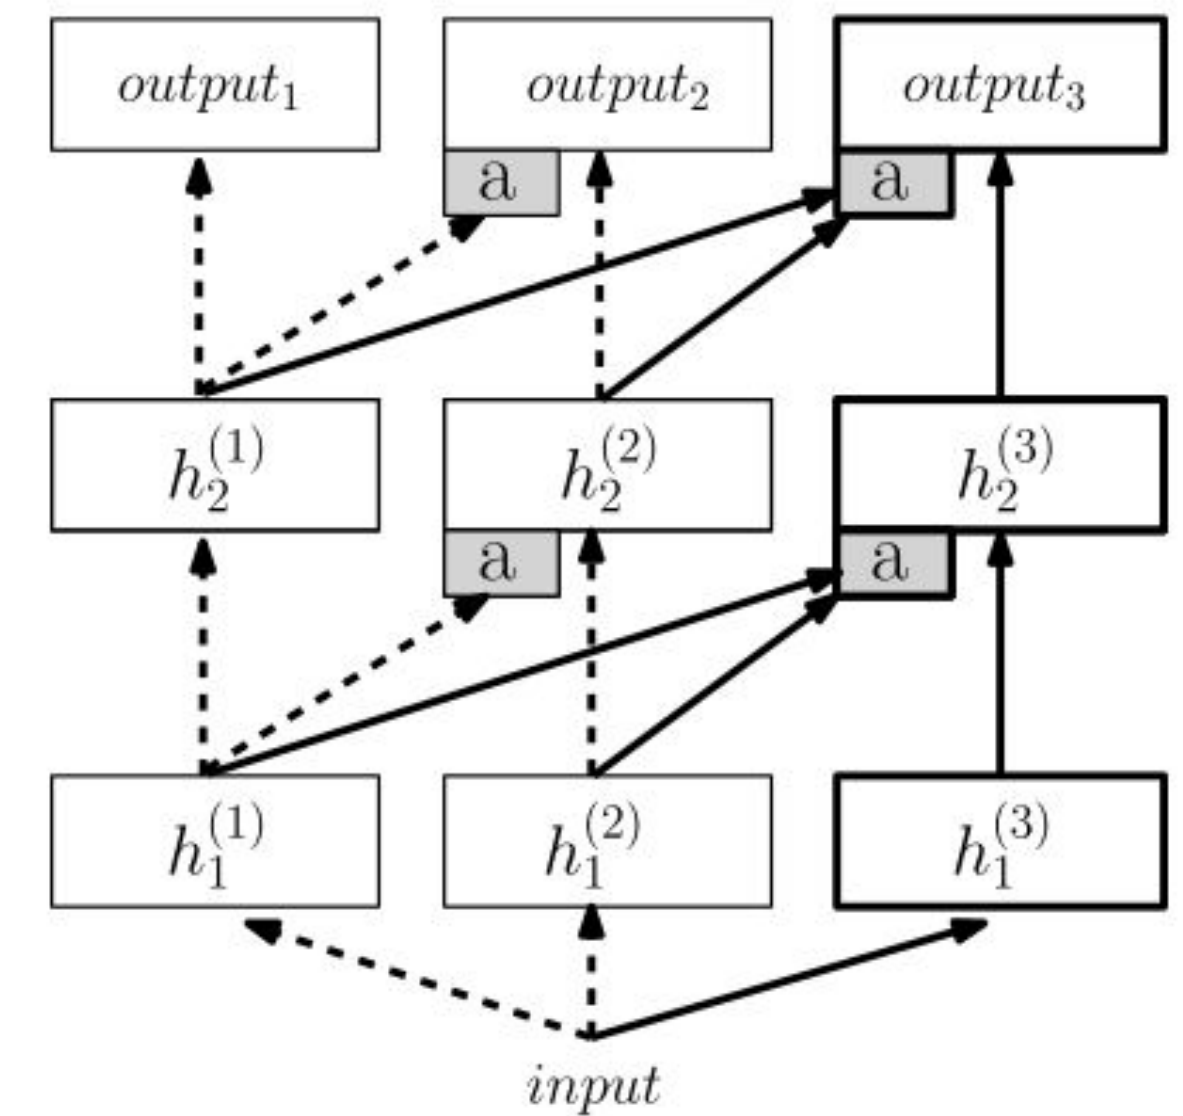 output₁ output₂ output₃
a a
h₂⁽¹⁾ h₂⁽²⁾ h₂⁽³⁾
a a
h₁⁽¹⁾ h₁⁽²⁾ h₁⁽³⁾
input